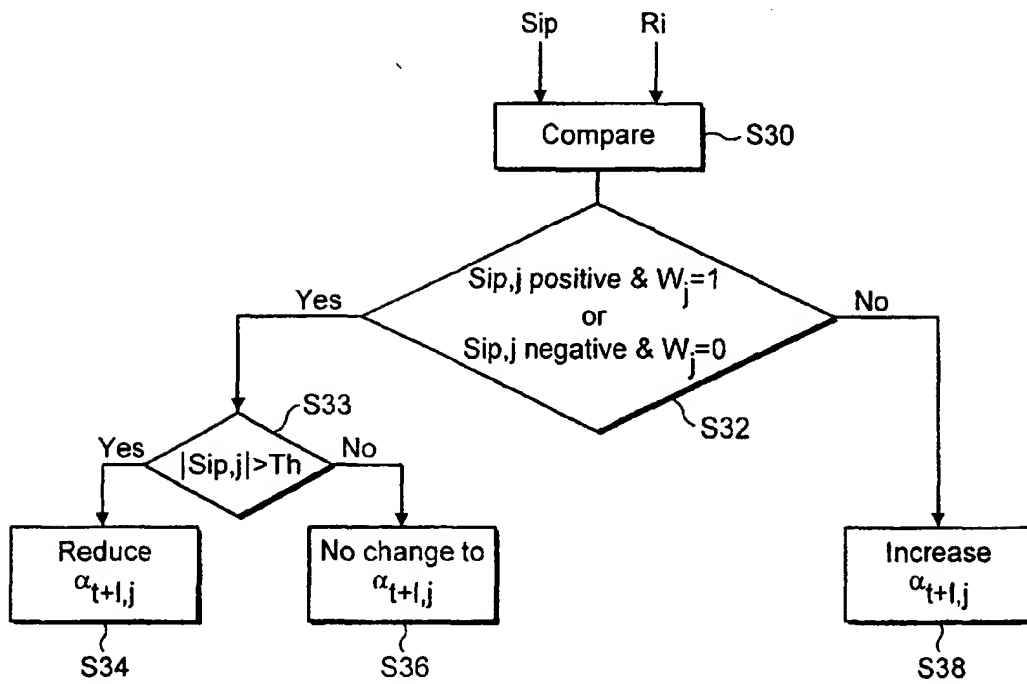 Sip Ri
Compare
S30
Sip,j positive & Wj=1
or
Sip,j negative & Wj=0
Yes
No
S32
S33
|Sip,j|>Th
Yes
No
Reduce
αt+l,j
No change to
αt+l,j
Increase
αt+l,j
S34
S36
S38